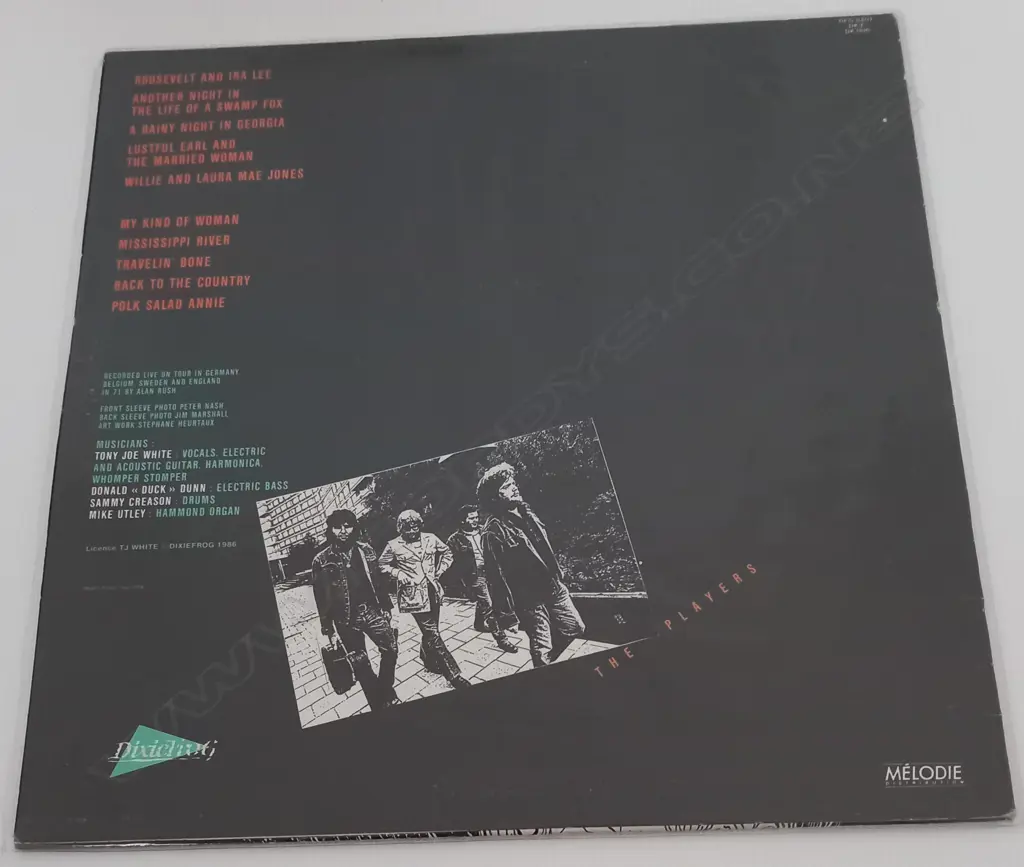 ROOSEVELT AND IRA LEE
ANOTHER NIGHT IN
THE LIFE OF A SWAMP FOX
A RAINY NIGHT IN GEORGIA
LUSTFUL EARL AND
THE MARRIED WOMAN
WILLIE AND LAURA MAE JONES
MY KIND OF WOMAN
MISSISSIPPI RIVER
TRAVELIN' BONE
BACK TO THE COUNTRY
POLK SALAD ANNIE
RECORDED LIVE ON TOUR IN GERMANY
BELGIUM, SWEDEN AND ENGLAND
IN 71 BY ALAN RUSH
FRONT SLEEVE PHOTO PETER NASH
BACK SLEEVE PHOTO JIM MARSHALL
ART WORK STEPHANE HEURTAUX
MUSICIANS :
TONY JOE WHITE : VOCALS, ELECTRIC
AND ACOUSTIC GUITAR, HARMONICA,
WHOMPER STOMPER
DONALD « DUCK » DUNN : ELECTRIC BASS
SAMMY CREASON : DRUMS
MIKE UTLEY : HAMMOND ORGAN
Licence TJ WHITE DIXIEFROG 1986
THE PLAYERS
Dixiefrog
MÉLODIE
DISTRIBUTION